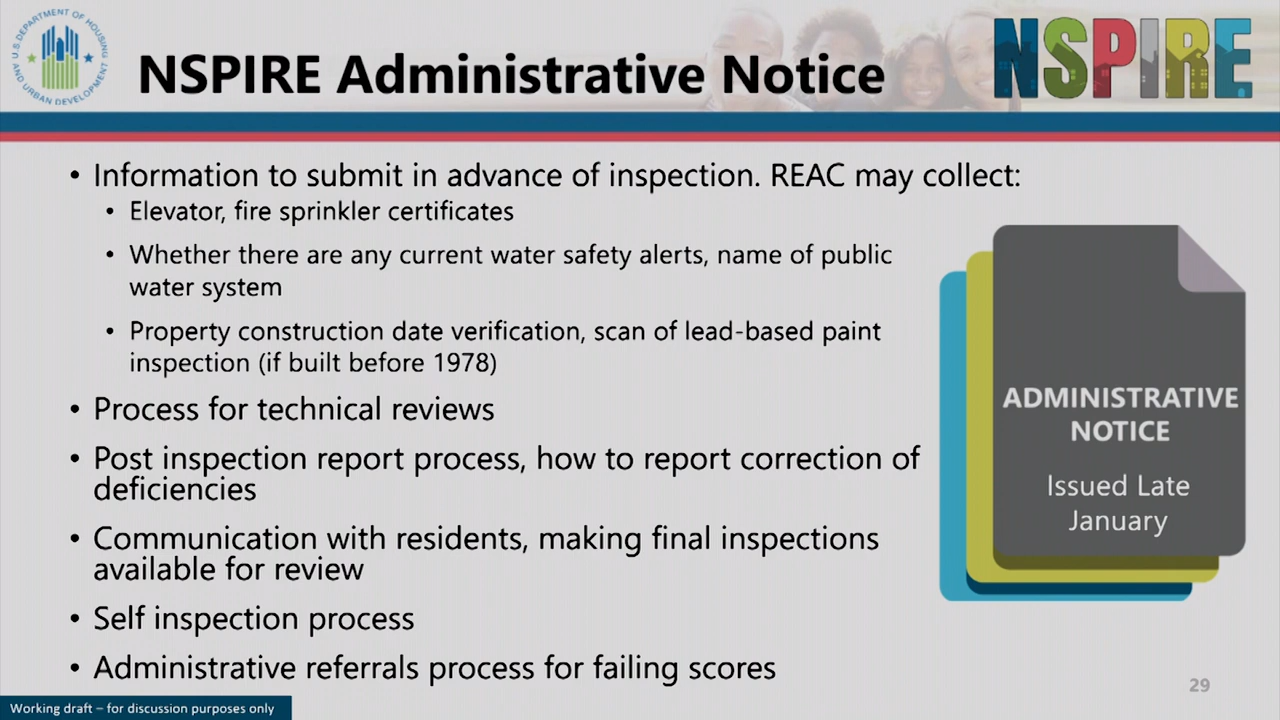 U.S. DEPARTMENT OF HOUSING
AND URBAN DEVELOPMENT
NSPIRE Administrative Notice
NSPIRE
• Information to submit in advance of inspection. REAC may collect:
• Elevator, fire sprinkler certificates
• Whether there are any current water safety alerts, name of public
water system
• Property construction date verification, scan of lead-based paint
inspection (if built before 1978)
• Process for technical reviews
• Post inspection report process, how to report correction of
deficiencies
• Communication with residents, making final inspections
available for review
• Self inspection process
• Administrative referrals process for failing scores
ADMINISTRATIVE
NOTICE
Issued Late
January
29
Working draft – for discussion purposes only